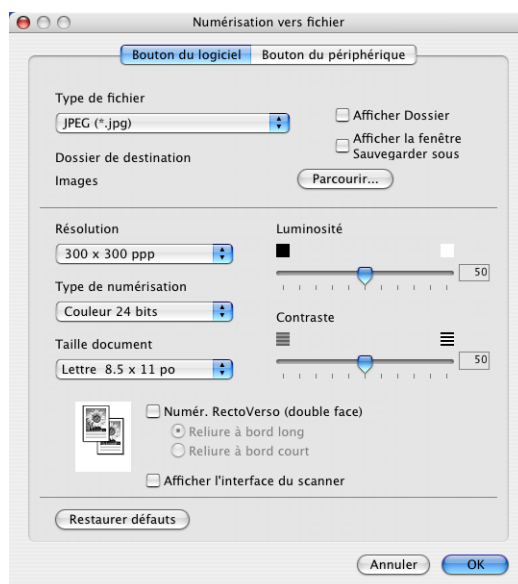 Numérisation vers fichier
Bouton du logiciel Bouton du périphérique
Type de fichier
JPEG (*.jpg)
Afficher Dossier
Afficher la fenêtre
Sauvegarder sous
Dossier de destination
Images
Parcourir...
Résolution
300 x 300 ppp
Type de numérisation
Couleur 24 bits
Taille document
Lettre 8.5 x 11 po
Luminosité
50
Contraste
50
Numér. RectoVerso (double face)
Reliure à bord long
Reliure à bord court
Afficher l'interface du scanner
Restaurer défauts
Annuler OK